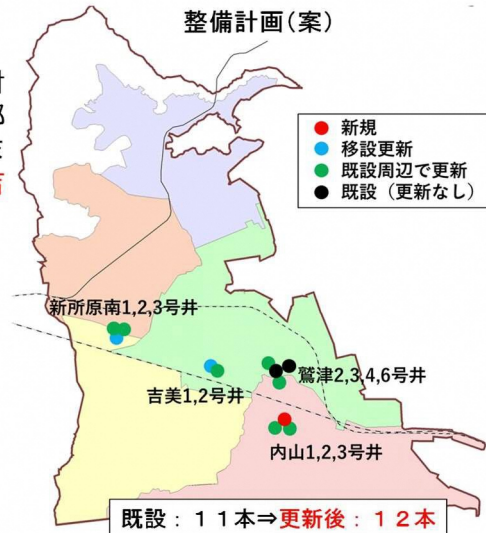 整備計画（案）
● 新規
● 移設更新
● 既設周辺で更新
● 既設（更新なし）
新所原南1,2,3号井
鷲津2,3,4,6号井
吉美1,2号井
内山1,2,3号井
既設：１１本⇒更新後：１２本